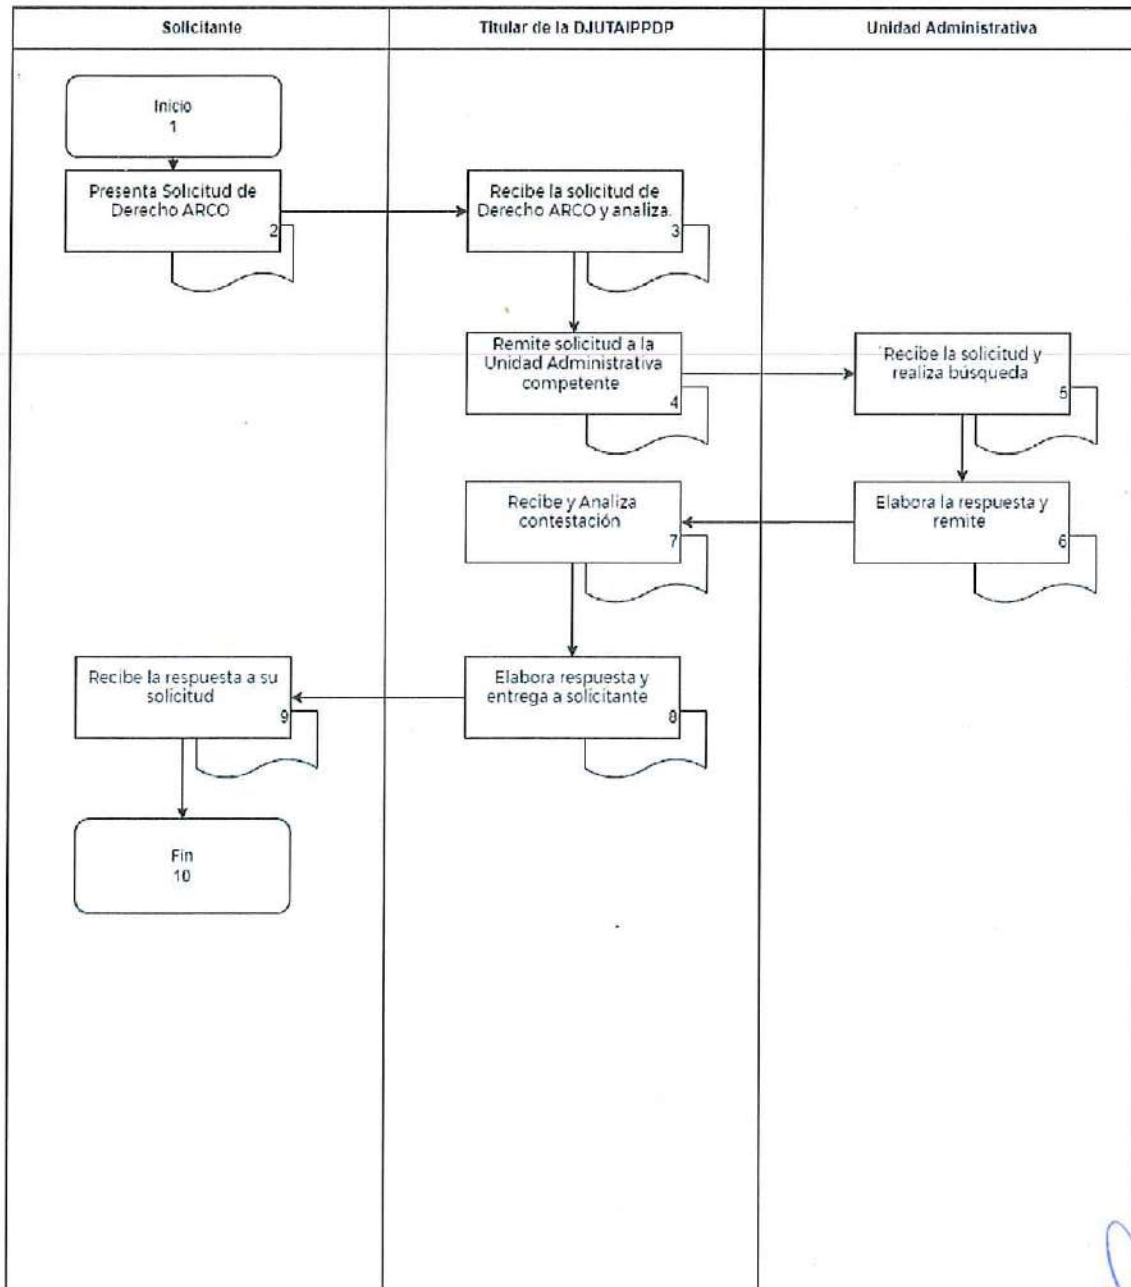 Solicitante
Titular de la DJUTAIPPDP
Unidad Administrativa
Inicio
1
Presenta Solicitud de
Derecho ARCO
2
Recibe la solicitud de
Derecho ARCO y analiza.
3
Remite solicitud a la
Unidad Administrativa
competente
4
Recibe la solicitud y
realiza búsqueda
5
Elabora la respuesta y
remite
6
Recibe y Analiza
contestación
7
Elabora respuesta y
entrega a solicitante
8
Recibe la respuesta a su
solicitud
9
Fin
10